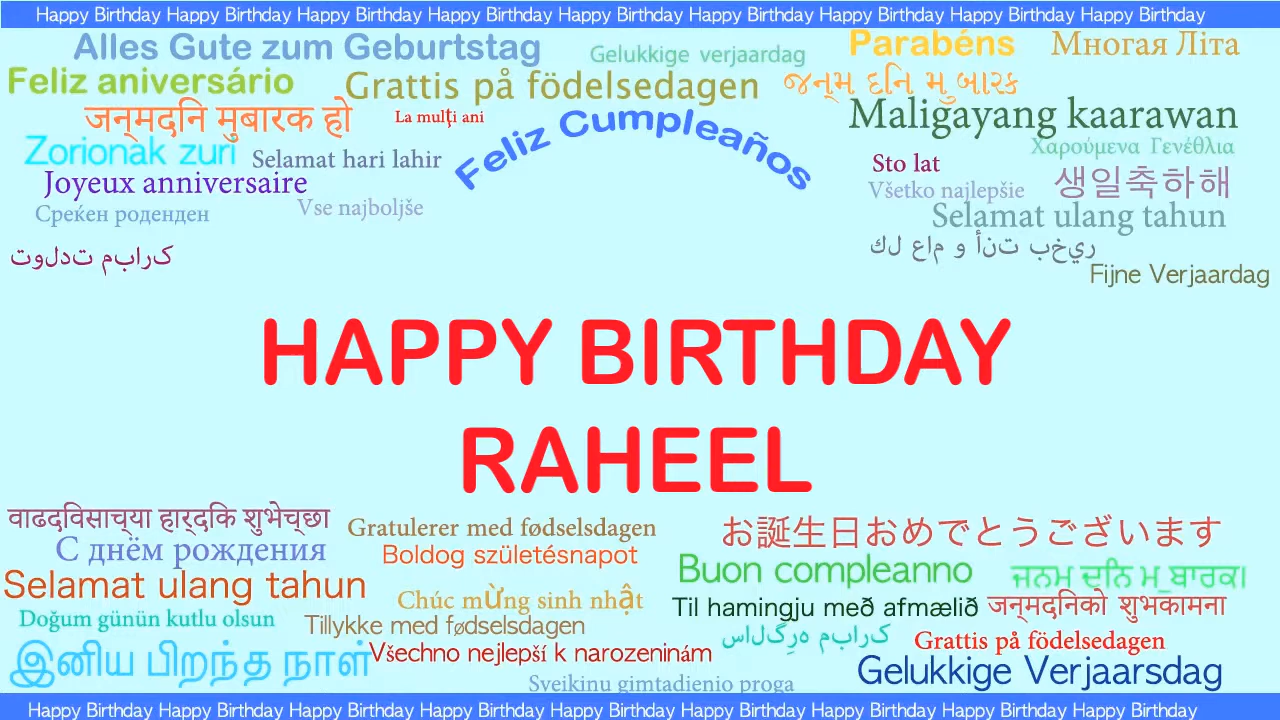 Happy Birthday Happy Birthday Happy Birthday Happy Birthday Happy Birthday Happy Birthday Happy Birthday Happy Birthday Happy Birthday
Alles Gute zum Geburtstag
Gelukkige verjaardag
Parabéns
Многая Літа
Feliz aniversário
Grattis på födelsedagen
જન્મ દિન મુબારક
जन्मदिन मुबारक हो
La mulţi ani
Feliz Cumpleaños
Maligayang kaarawan
Zorionak zuri
Selamat hari lahir
Χαρούμενα Γενέθλια
Sto lat
Joyeux anniversaire
Všetko najlepšie
생일축하해
Среќен роденден
Vse najboljše
Selamat ulang tahun
تولدت مبارک
كل عام و أنت بخير
Fijne Verjaardag
HAPPY BIRTHDAY
RAHEEL
वाढदिवसाच्या हार्दिक शुभेच्छा
Gratulerer med fødselsdagen
お誕生日おめでとうございます
С днём рождения
Boldog születésnapot
Buon compleanno
ਜਨਮ ਦਿਨ ਮੁਬਾਰਕ।
Selamat ulang tahun
Chúc mừng sinh nhật
Til hamingju með afmælið
जन्मदिनको शुभकामना
Doğum günün kutlu olsun
Tillykke med fødselsdagen
سالگرہ مبارک
Grattis på födelsedagen
இனிய பிறந்த நாள்
Všechno nejlepší k narozeninám
Gelukkige Verjaarsdag
Sveikinu gimtadienio proga
Happy Birthday Happy Birthday Happy Birthday Happy Birthday Happy Birthday Happy Birthday Happy Birthday Happy Birthday Happy Birthday